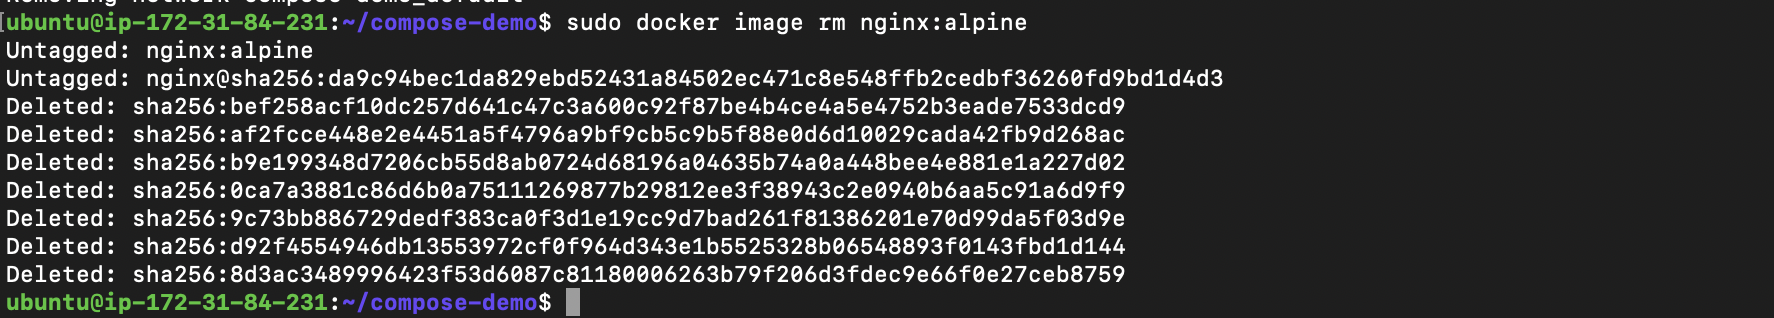 ubuntu@ip-172-31-84-231:~/compose-demo$ sudo docker image rm nginx:alpine
Untagged: nginx:alpine
Untagged: nginx@sha256:da9c94bec1da829ebd52431a84502ec471c8e548ffb2cedbf36260fd9bd1d4d3
Deleted: sha256:bef258acf10dc257d641c47c3a600c92f87be4b4ce4a5e4752b3eade7533dcd9
Deleted: sha256:af2fcce448e2e4451a5f4796a9bf9cb5c9b5f88e0d6d10029cada42fb9d268ac
Deleted: sha256:b9e199348d7206cb55d8ab0724d68196a04635b74a0a448bee4e881e1a227d02
Deleted: sha256:0ca7a3881c86d6b0a75111269877b29812ee3f38943c2e0940b6aa5c91a6d9f9
Deleted: sha256:9c73bb886729dedf383ca0f3d1e19cc9d7bad261f81386201e70d99da5f03d9e
Deleted: sha256:d92f4554946db13553972cf0f964d343e1b5525328b06548893f0143fbd1d144
Deleted: sha256:8d3ac3489996423f53d6087c81180006263b79f206d3fdec9e66f0e27ceb8759
ubuntu@ip-172-31-84-231:~/compose-demo$